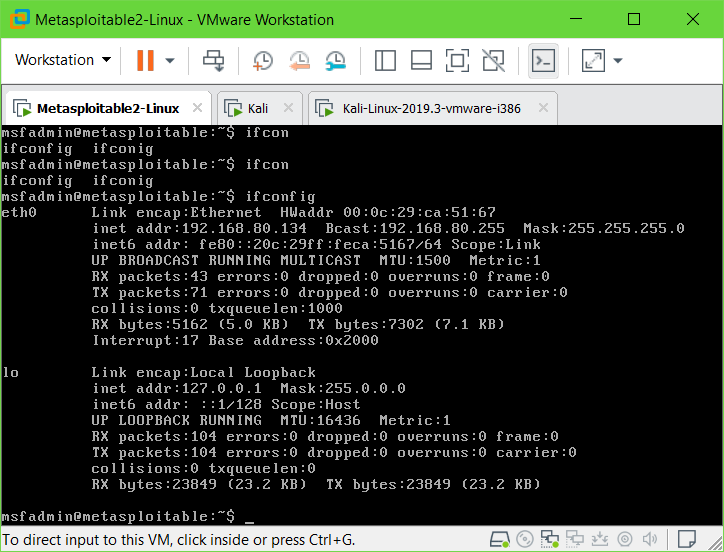 Metasploitable2-Linux - VMware Workstation
Workstation
Metasploitable2-Linux Kali Kali-Linux-2019.3-vmware-i386
msfadmin@metasploitable:~$ ifcon
ifconfig  ifconig
msfadmin@metasploitable:~$ ifcon
ifconfig  ifconig
msfadmin@metasploitable:~$ ifconfig
eth0      Link encap:Ethernet  HWaddr 00:0c:29:ca:51:67
          inet addr:192.168.80.134  Bcast:192.168.80.255  Mask:255.255.255.0
          inet6 addr: fe80::20c:29ff:feca:5167/64 Scope:Link
          UP BROADCAST RUNNING MULTICAST  MTU:1500  Metric:1
          RX packets:43 errors:0 dropped:0 overruns:0 frame:0
          TX packets:71 errors:0 dropped:0 overruns:0 carrier:0
          collisions:0 txqueuelen:1000
          RX bytes:5162 (5.0 KB)  TX bytes:7302 (7.1 KB)
          Interrupt:17 Base address:0x2000
lo        Link encap:Local Loopback
          inet addr:127.0.0.1  Mask:255.0.0.0
          inet6 addr: ::1/128 Scope:Host
          UP LOOPBACK RUNNING  MTU:16436  Metric:1
          RX packets:104 errors:0 dropped:0 overruns:0 frame:0
          TX packets:104 errors:0 dropped:0 overruns:0 carrier:0
          collisions:0 txqueuelen:0
          RX bytes:23849 (23.2 KB)  TX bytes:23849 (23.2 KB)
msfadmin@metasploitable:~$ _
To direct input to this VM, click inside or press Ctrl+G.